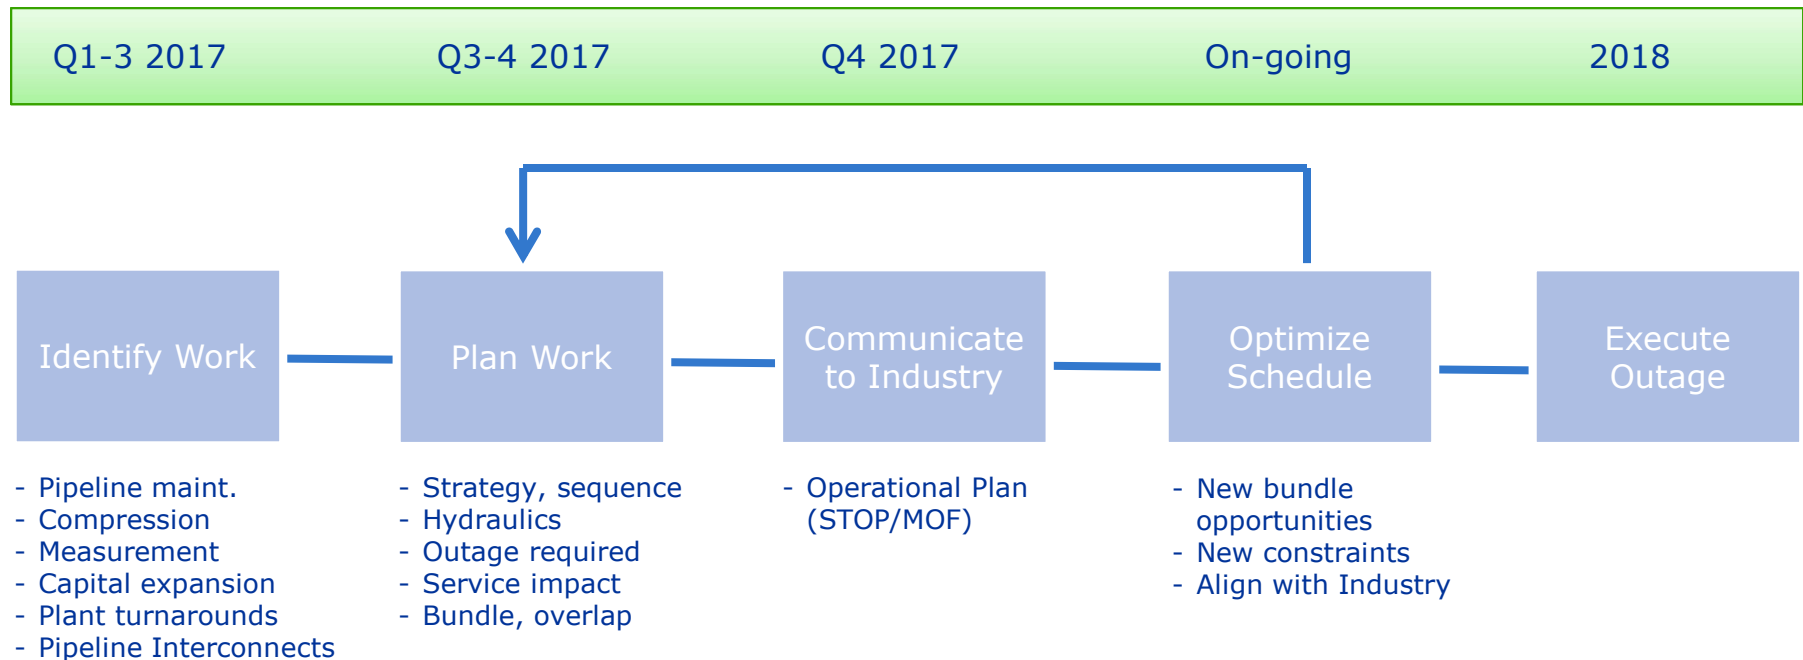 Q1-3 2017
Q3-4 2017
Q4 2017
On-going
2018
Identify Work
Plan Work
Communicate
to Industry
Optimize
Schedule
Execute
Outage
- Pipeline maint.
- Compression
- Measurement
- Capital expansion
- Plant turnarounds
- Pipeline Interconnects
- Strategy, sequence
- Hydraulics
- Outage required
- Service impact
- Bundle, overlap
- Operational Plan
(STOP/MOF)
- New bundle
opportunities
- New constraints
- Align with Industry